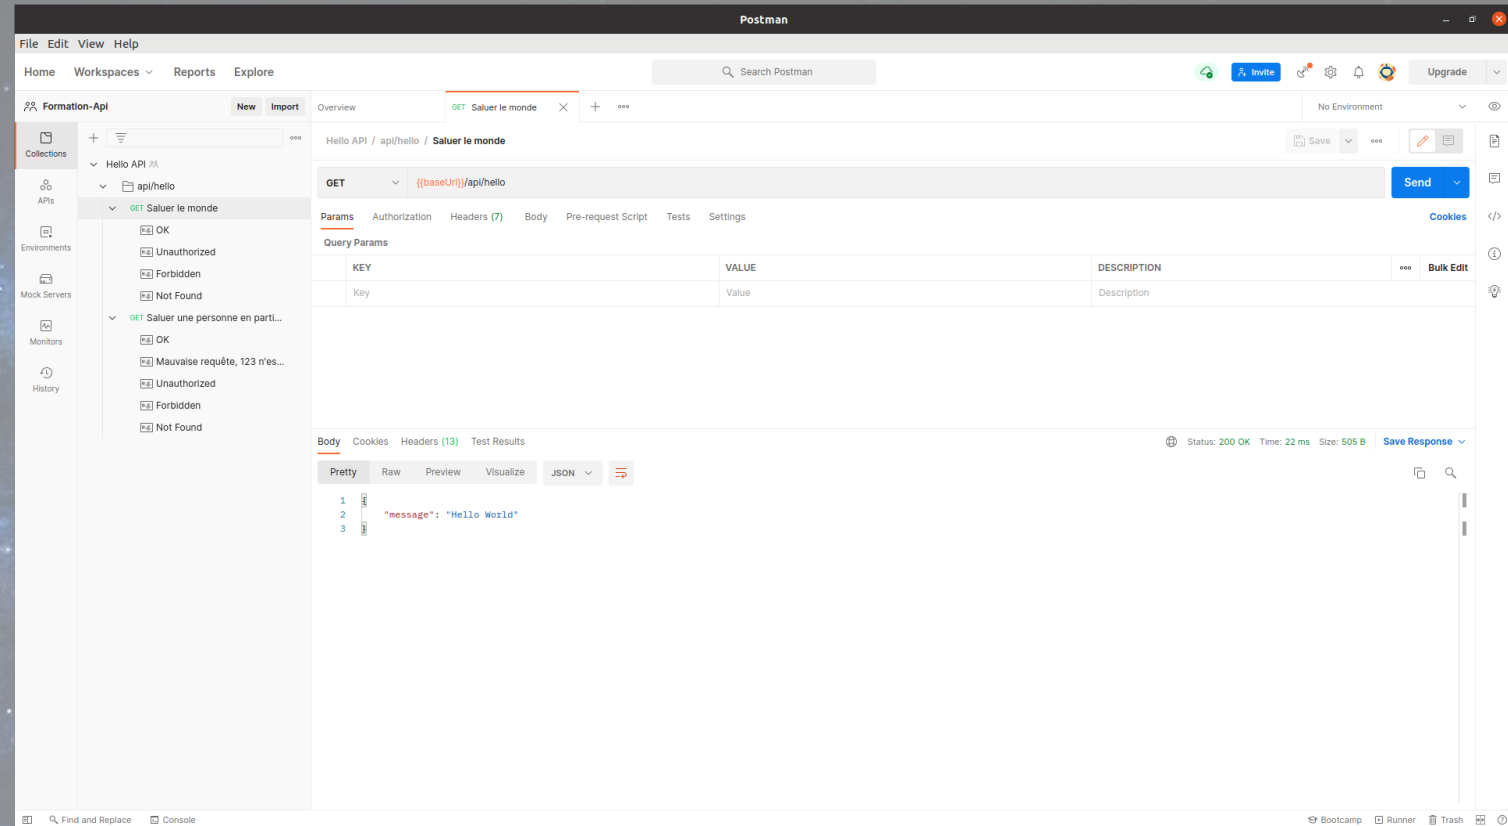 Postman
File Edit View Help
Home Workspaces Reports Explore
Search Postman
Invite
Upgrade
Formation-Api
New Import
Overview
GET Saluer le monde
No Environment
Collections
APIs
Environments
Mock Servers
Monitors
History
Hello API
api/hello
GET Saluer le monde
e.g. OK
e.g. Unauthorized
e.g. Forbidden
e.g. Not Found
GET Saluer une personne en parti...
e.g. OK
e.g. Mauvaise requête, 123 n'es...
e.g. Unauthorized
e.g. Forbidden
e.g. Not Found
Hello API / api/hello / Saluer le monde
Save
GET
{{baseUrl}}/api/hello
Send
Params Authorization Headers (7) Body Pre-request Script Tests Settings
Cookies
Query Params
KEY VALUE DESCRIPTION
Bulk Edit
Key Value Description
Body Cookies Headers (13) Test Results
Status: 200 OK Time: 22 ms Size: 505 B
Save Response
Pretty Raw Preview Visualize JSON
1 {
2 "message": "Hello World"
3 }
Find and Replace Console
Bootcamp Runner Trash